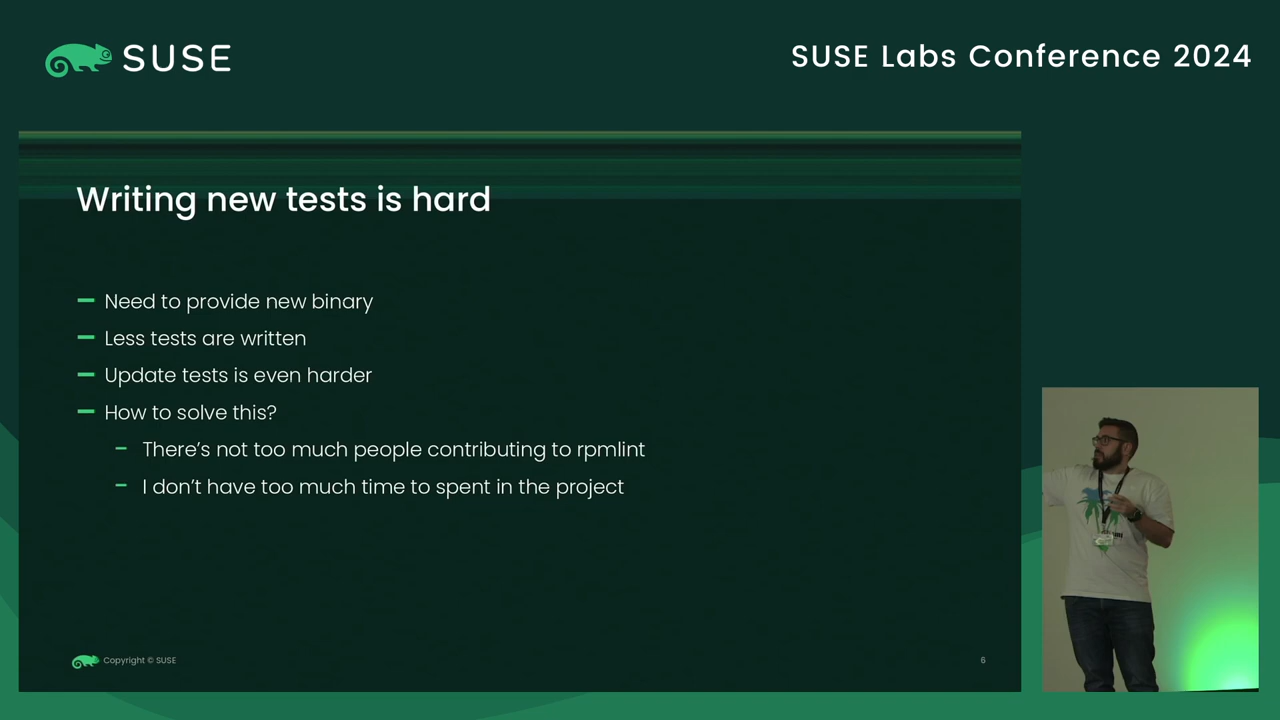 SUSE
SUSE Labs Conference 2024
Writing new tests is hard
Need to provide new binary
Less tests are written
Update tests is even harder
How to solve this?
There's not too much people contributing to rpmlint
I don't have too much time to spent in the project
Copyright © SUSE
6